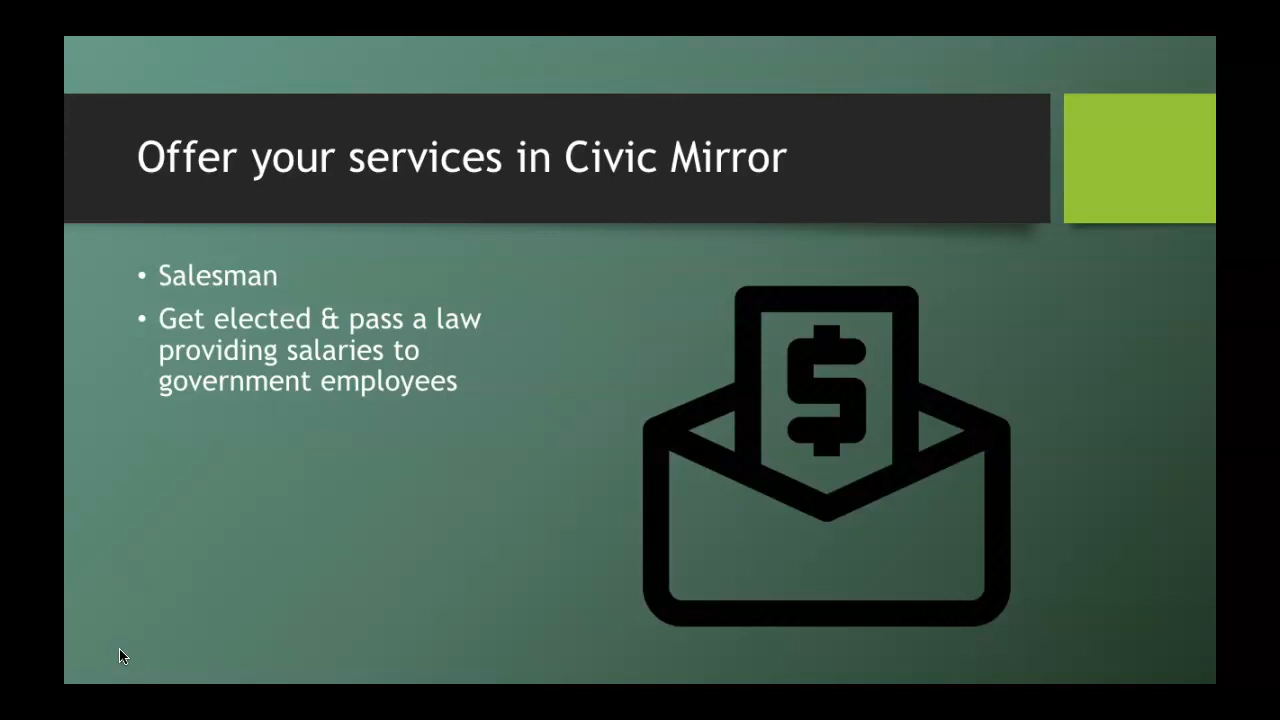 Offer your services in Civic Mirror
• Salesman
• Get elected & pass a law
providing salaries to
government employees
$